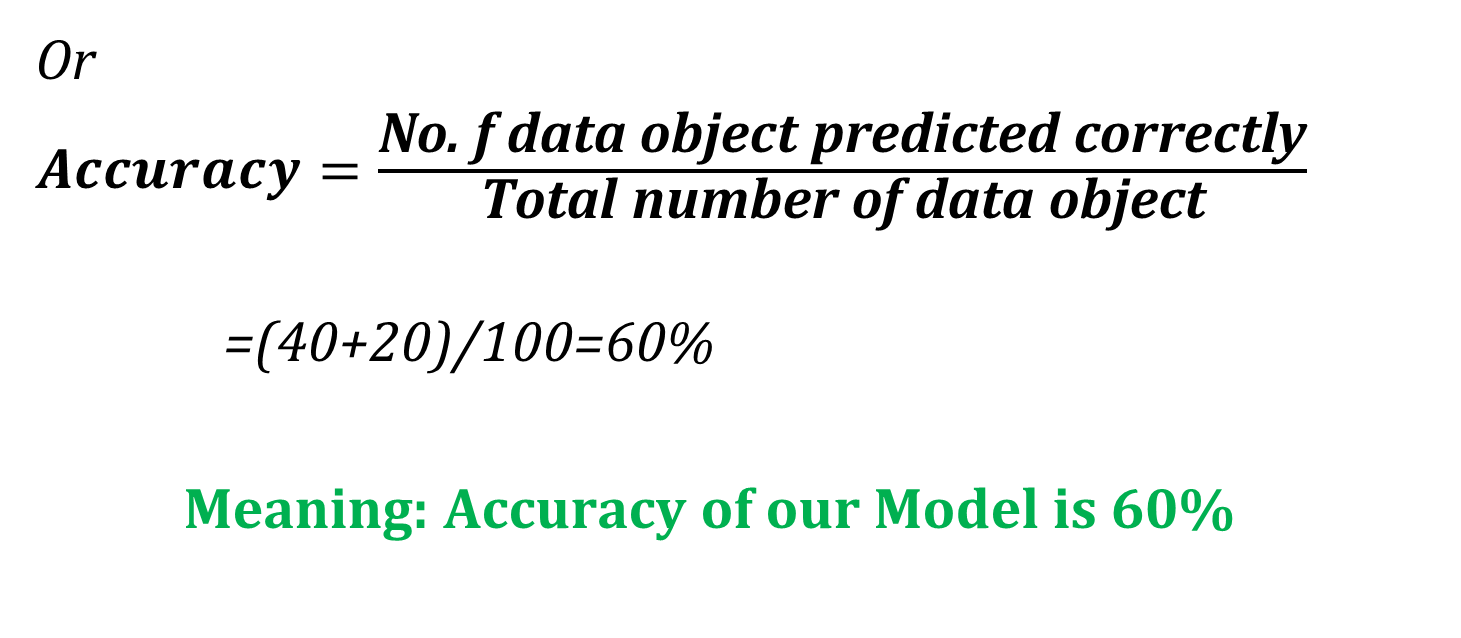 Or
Accuracy = No. f data object predicted correctly
Total number of data object
=(40+20)/100=60%
Meaning: Accuracy of our Model is 60%